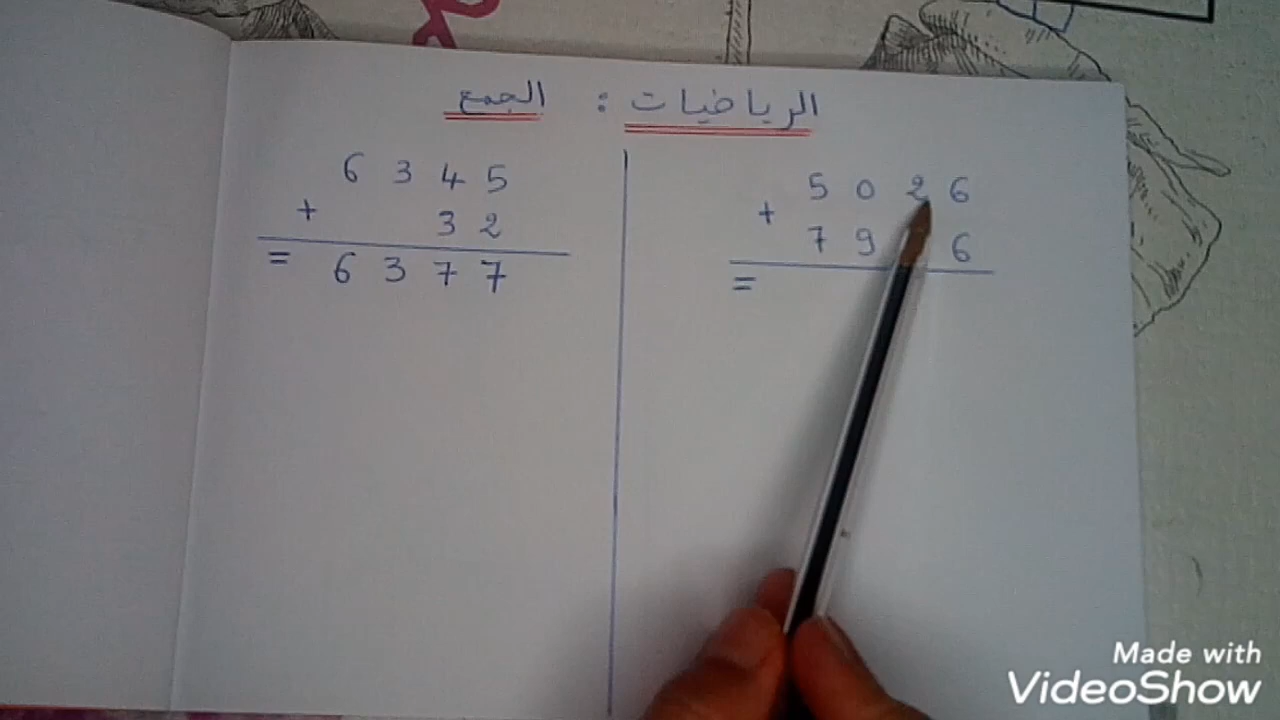 الرياضيات : الجمع
5 0 2 6
+
7 9 6
=
6 3 4 5
+
3 2
= 6 3 7 7
Made with
VideoShow